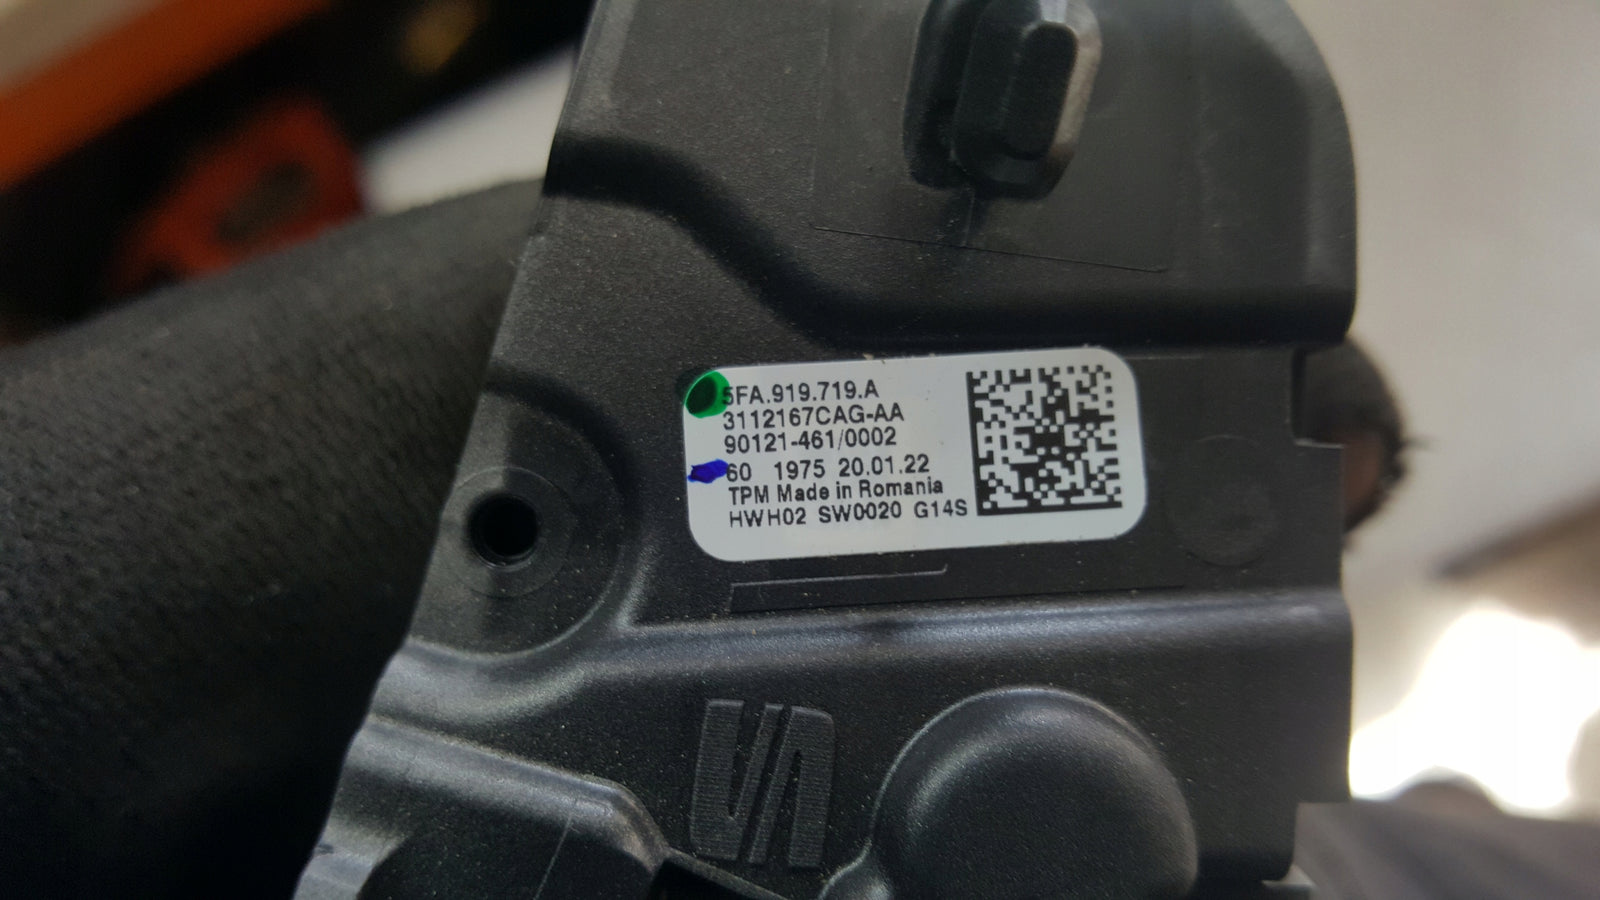 5FA.919.719.A
3112167CAG-AA
90121-461/0002
60 1975 20.01.22
TPM Made in Romania
HWH02 SW0020 G14S